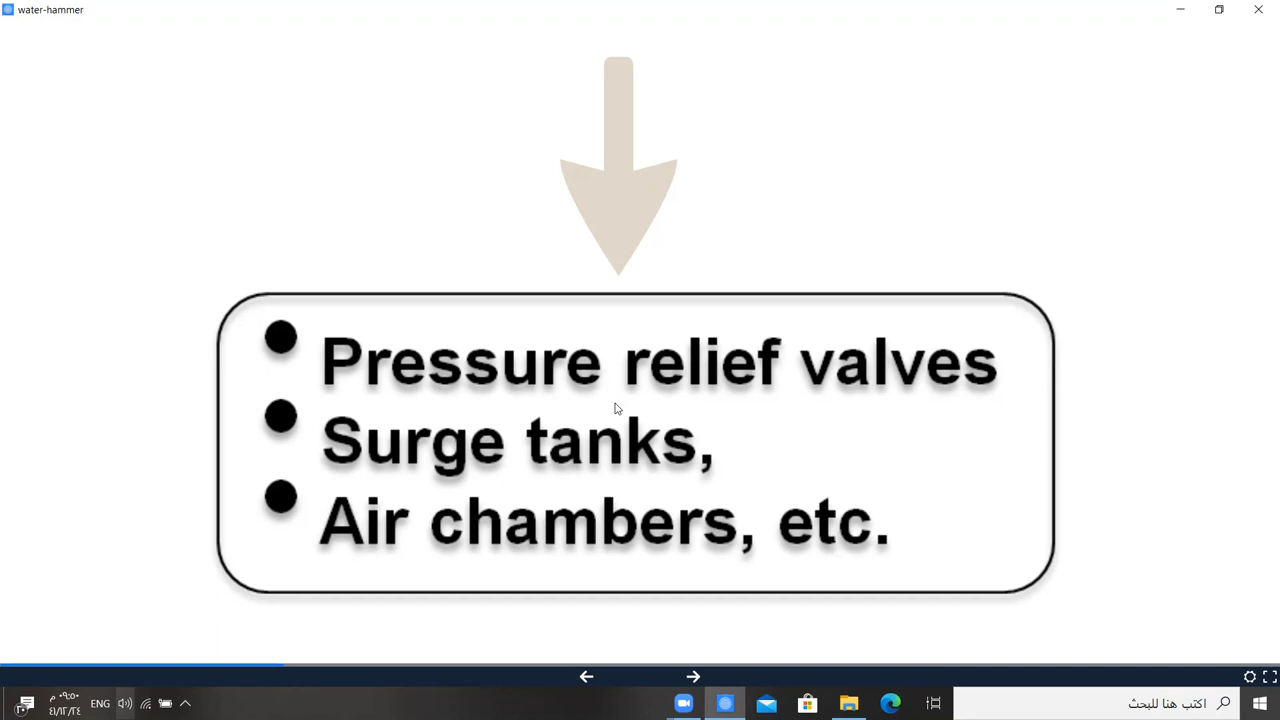 water-hammer
• Pressure relief valves
• Surge tanks,
• Air chambers, etc.
ENG
اكتب هنا للبحث